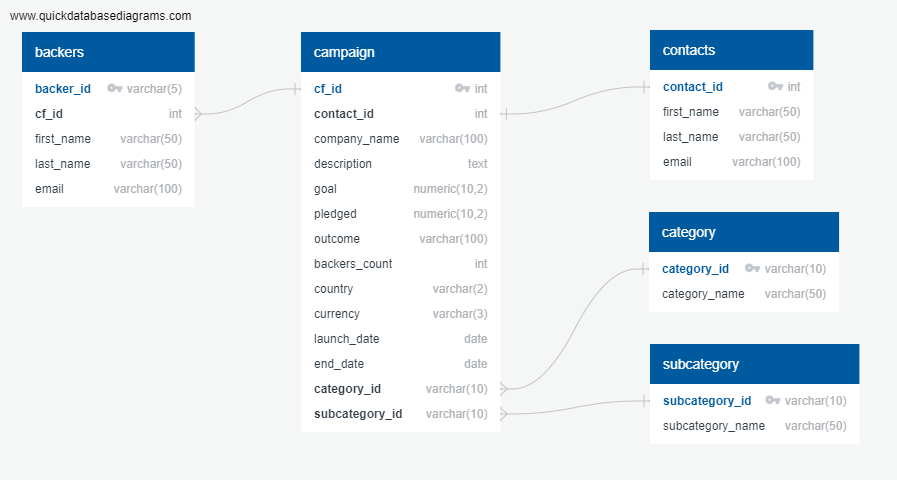 www.quickdatabasediagrams.com
backers
backer_id varchar(5)
cf_id int
first_name varchar(50)
last_name varchar(50)
email varchar(100)
campaign
cf_id int
contact_id int
company_name varchar(100)
description text
goal numeric(10,2)
pledged numeric(10,2)
outcome varchar(100)
backers_count int
country varchar(2)
currency varchar(3)
launch_date date
end_date date
category_id varchar(10)
subcategory_id varchar(10)
contacts
contact_id int
first_name varchar(50)
last_name varchar(50)
email varchar(100)
category
category_id varchar(10)
category_name varchar(50)
subcategory
subcategory_id varchar(10)
subcategory_name varchar(50)